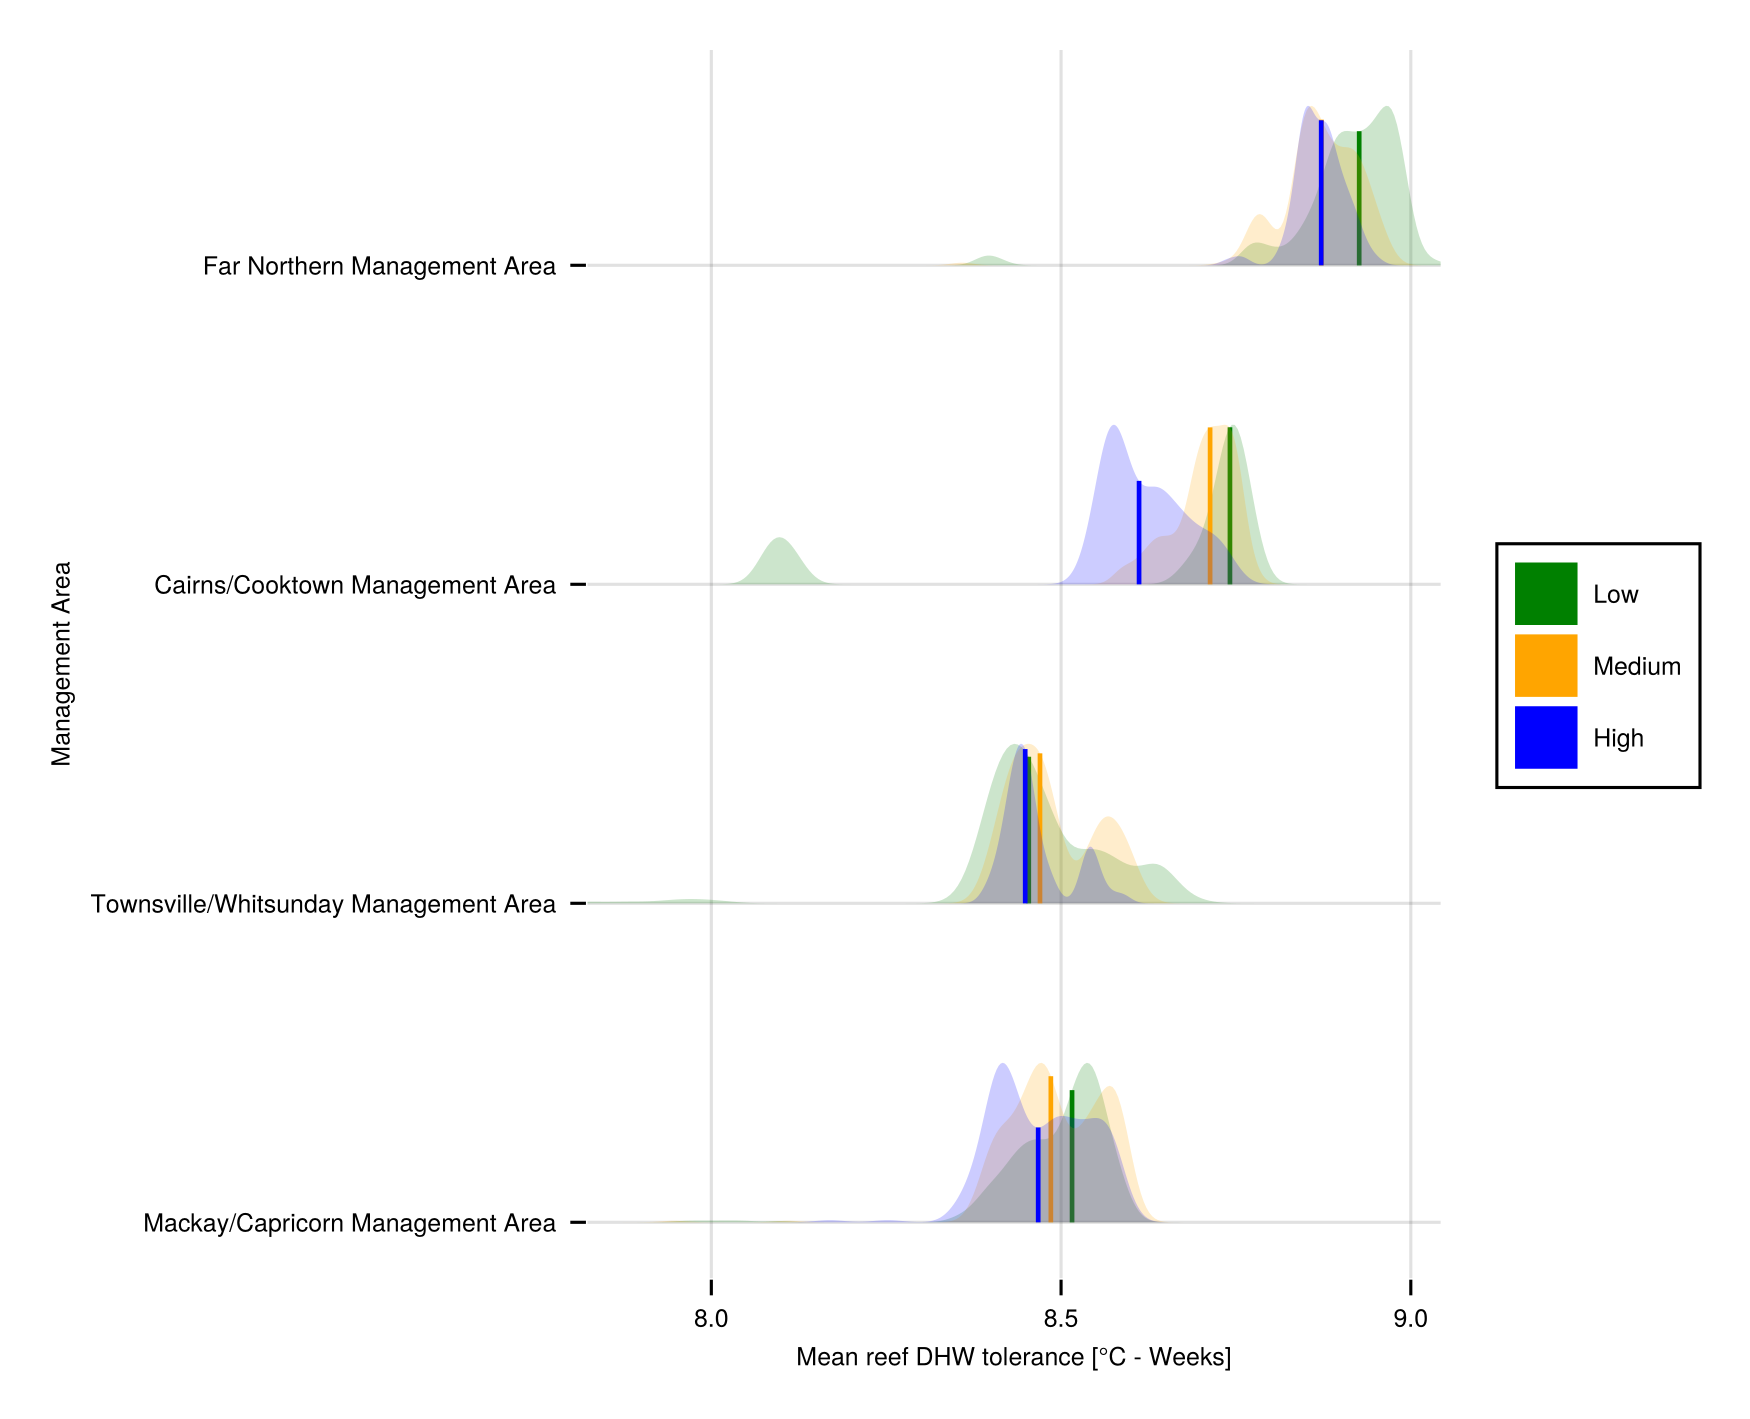 Far Northern Management Area
Cairns/Cooktown Management Area
Townsville/Whitsunday Management Area
Mackay/Capricorn Management Area
Management Area
8.0
8.5
9.0
Mean reef DHW tolerance [°C - Weeks]
Low
Medium
High